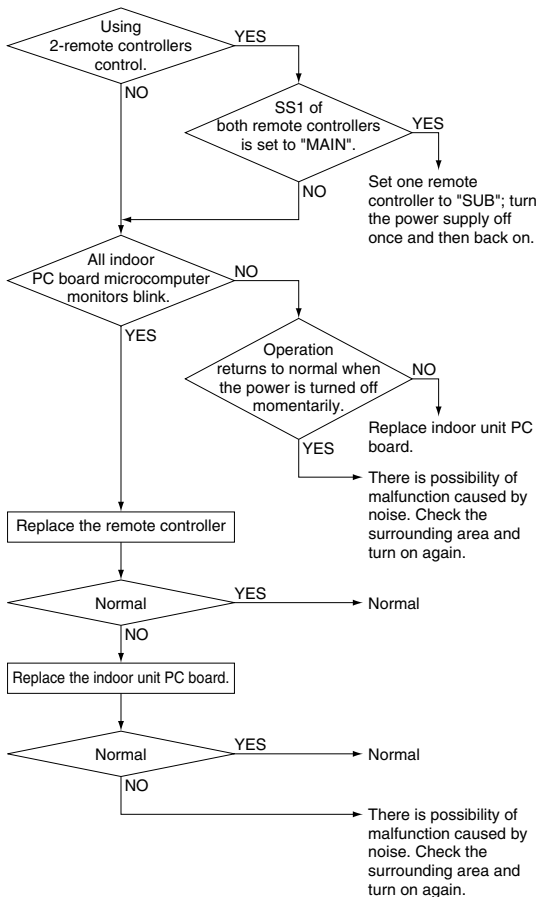 Using
2-remote controllers
control.
YES
NO
SS1 of
both remote controllers
is set to "MAIN".
YES
NO
Set one remote
controller to "SUB"; turn
the power supply off
once and then back on.
All indoor
PC board microcomputer
monitors blink.
NO
YES
Operation
returns to normal when
the power is turned off
momentarily.
NO
YES
Replace indoor unit PC
board.
There is possibility of
malfunction caused by
noise. Check the
surrounding area and
turn on again.
Replace the remote controller
Normal
YES
Normal
NO
Replace the indoor unit PC board.
Normal
YES
Normal
NO
There is possibility of
malfunction caused by
noise. Check the
surrounding area and
turn on again.